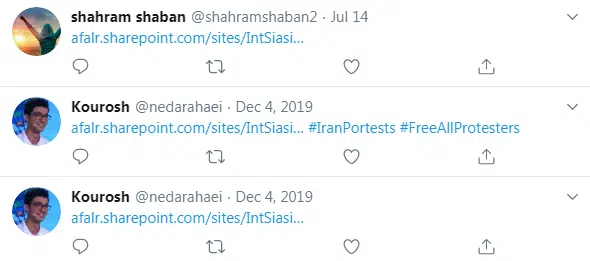 shahram shaban @shahramshaban2 · Jul 14
afalr.sharepoint.com/sites/IntSiasi...
Kourosh @nedarahaei · Dec 4, 2019
afalr.sharepoint.com/sites/IntSiasi... #IranPortests #FreeAllProtesters
Kourosh @nedarahaei · Dec 4, 2019
afalr.sharepoint.com/sites/IntSiasi...